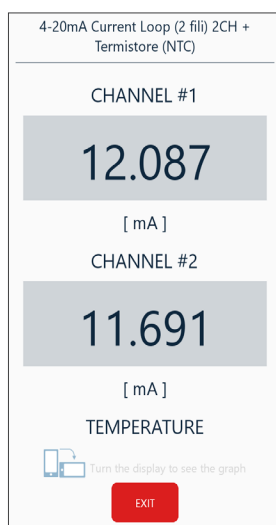 4-20mA Current Loop (2 fili) 2CH +
Termistore (NTC)
CHANNEL #1
12.087
[ mA ]
CHANNEL #2
11.691
[ mA ]
TEMPERATURE
Turn the display to see the graph
EXIT